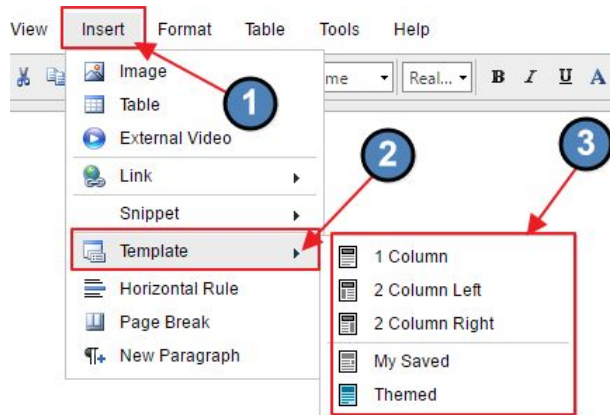 View Insert Format Table Tools Help
me Real... B I U A
Image
Table
External Video
Link
Snippet
Template
Horizontal Rule
Page Break
New Paragraph
1
2
3
1 Column
2 Column Left
2 Column Right
My Saved
Themed